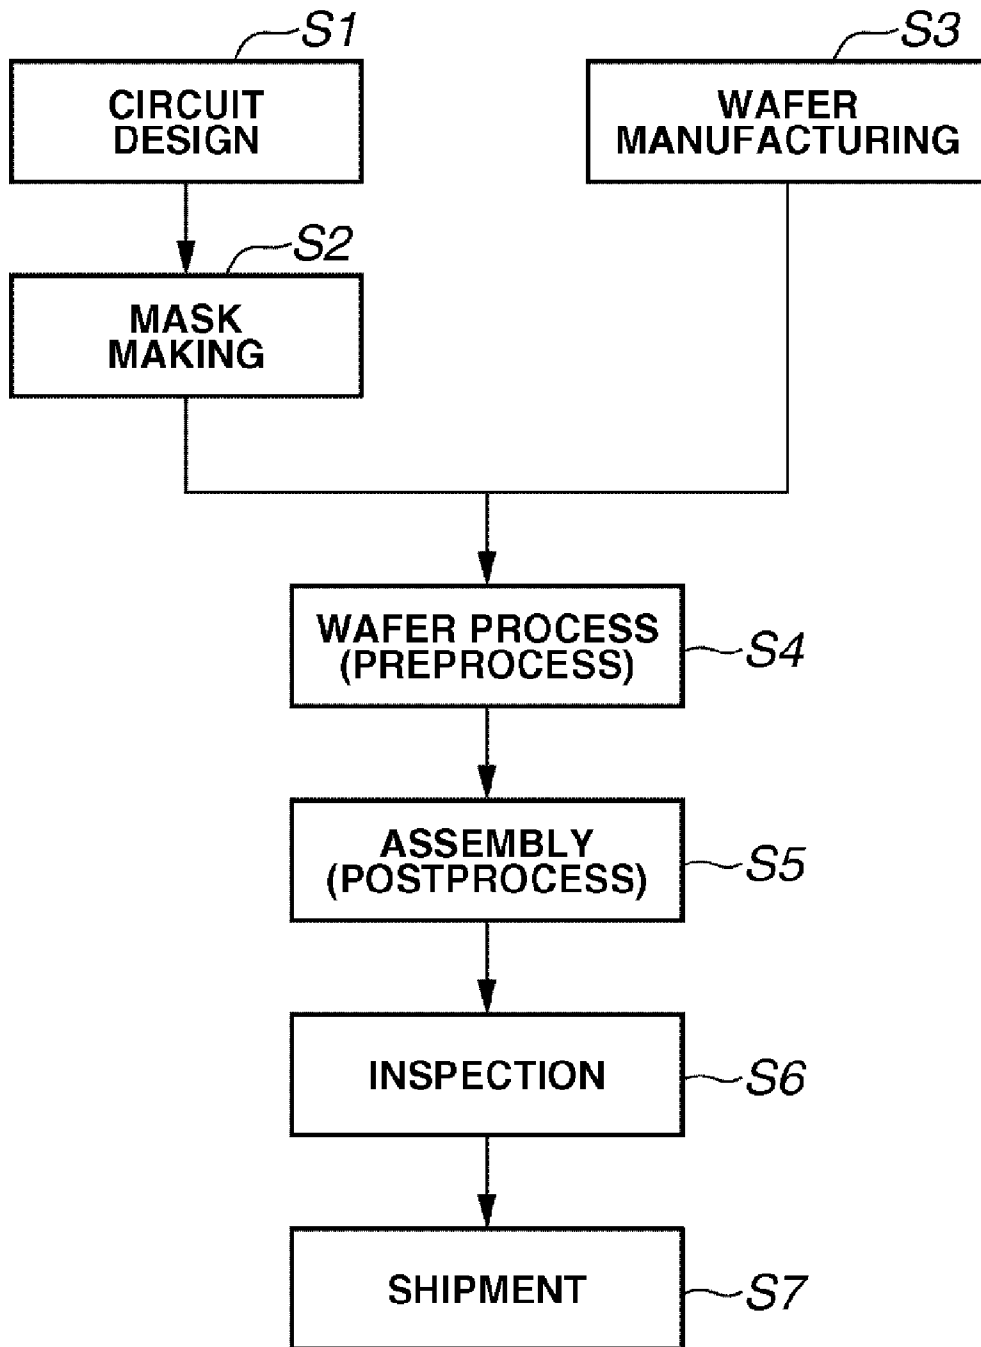 S1
CIRCUIT
DESIGN
S3
WAFER
MANUFACTURING
S2
MASK
MAKING
WAFER PROCESS
(PREPROCESS)
S4
ASSEMBLY
(POSTPROCESS)
S5
INSPECTION
S6
SHIPMENT
S7